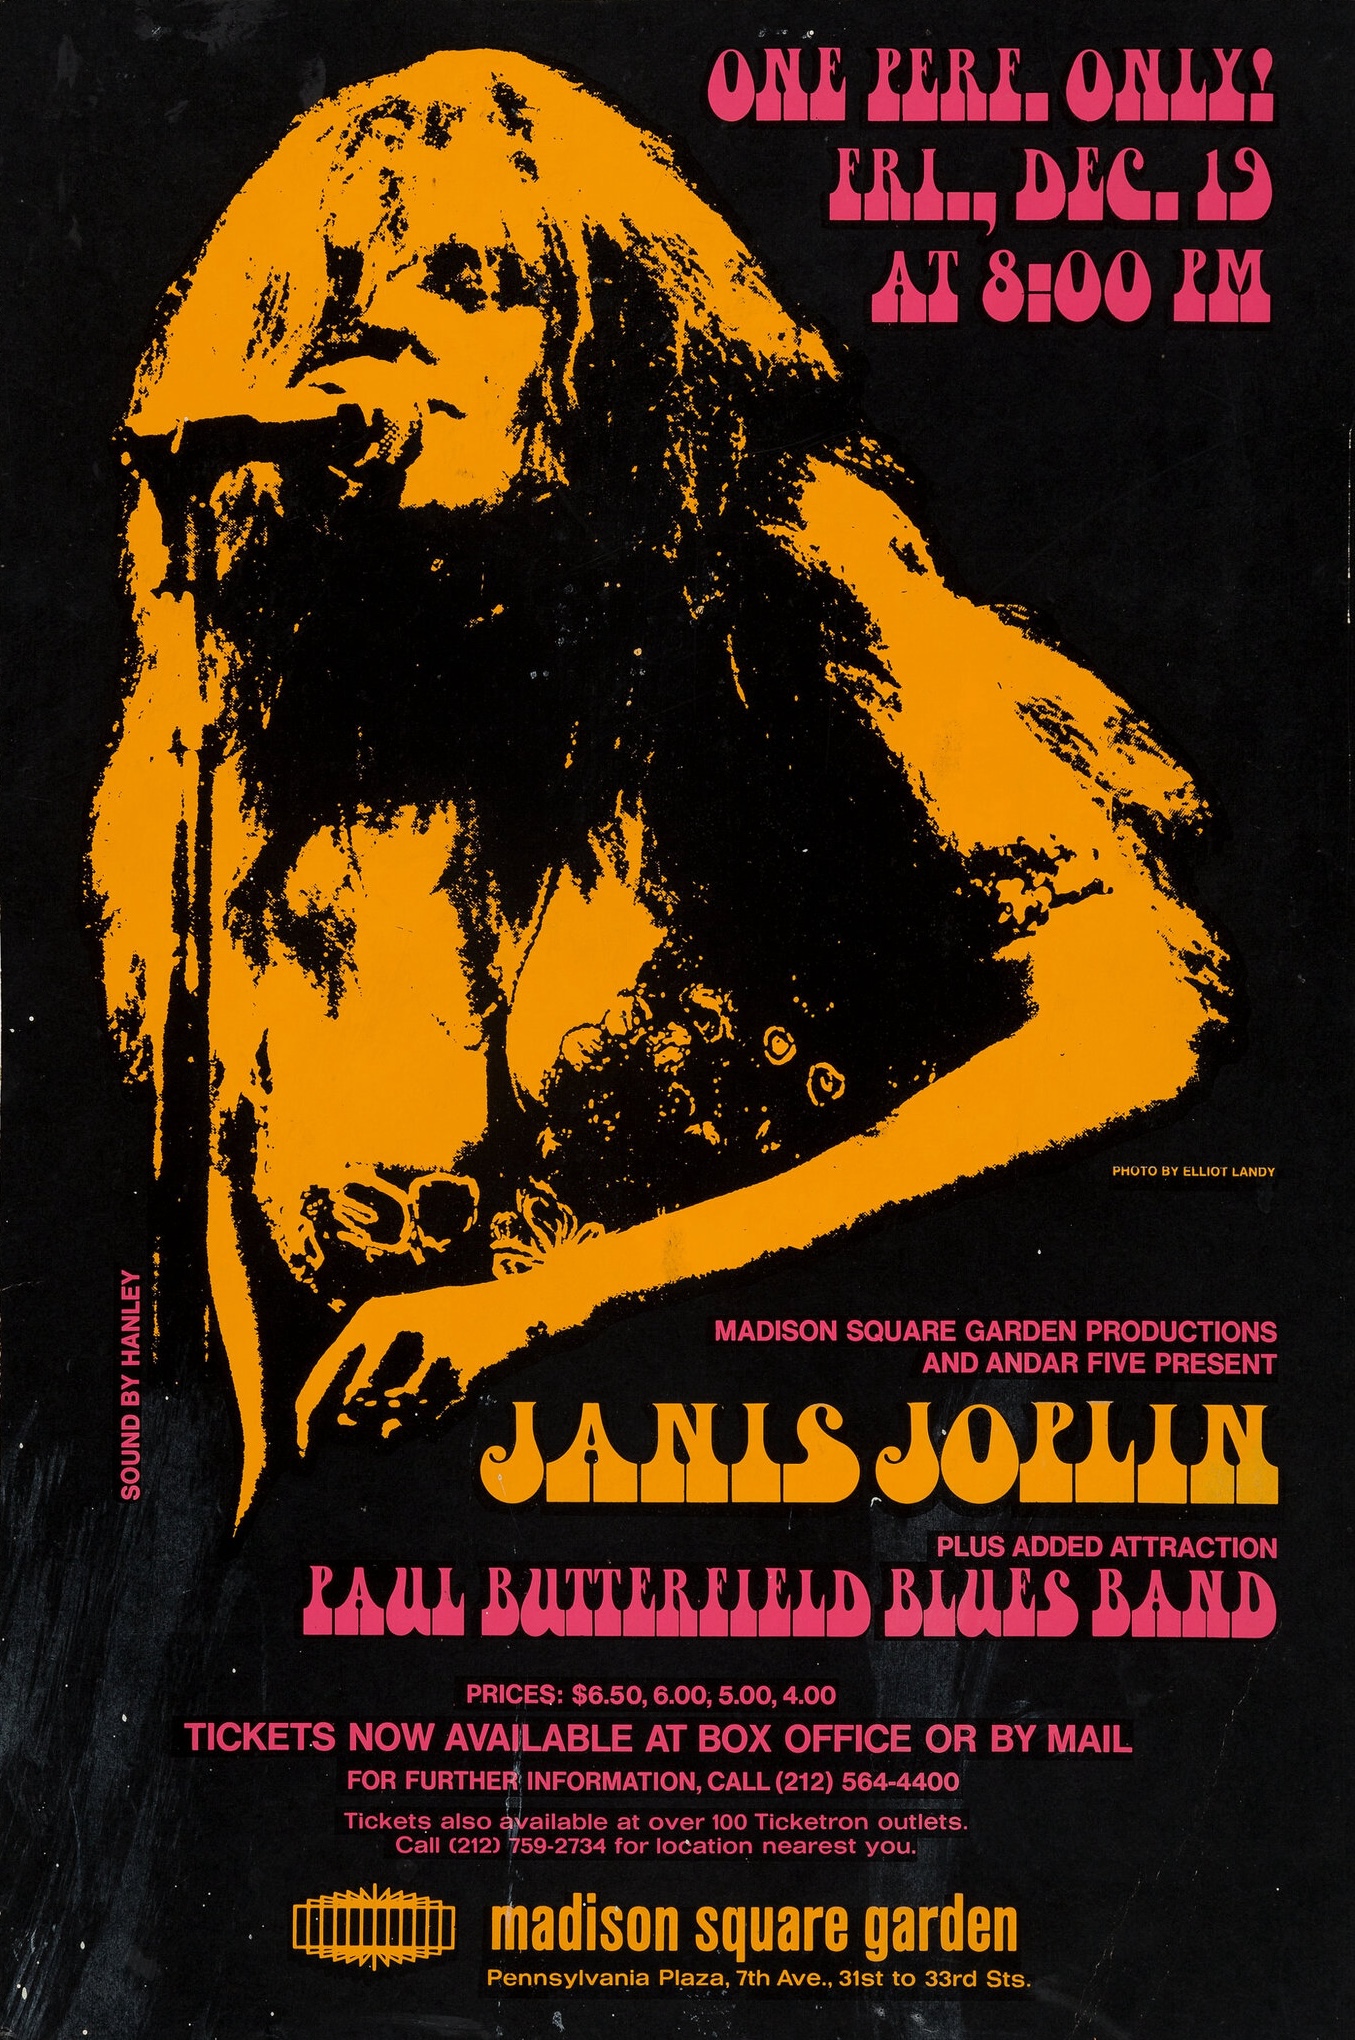 ONE PERF. ONLY!
FRI., DEC. 19
AT 8:00 PM
PHOTO BY ELLIOT LANDY
SOUND BY HANLEY
MADISON SQUARE GARDEN PRODUCTIONS
AND ANDAR FIVE PRESENT
JANIS JOPLIN
PLUS ADDED ATTRACTION
PAUL BUTTERFIELD BLUES BAND
PRICES: $6.50, 6.00, 5.00, 4.00
TICKETS NOW AVAILABLE AT BOX OFFICE OR BY MAIL
FOR FURTHER INFORMATION, CALL (212) 564-4400
Tickets also available at over 100 Ticketron outlets.
Call (212) 759-2734 for location nearest you.
madison square garden
Pennsylvania Plaza, 7th Ave., 31st to 33rd Sts.